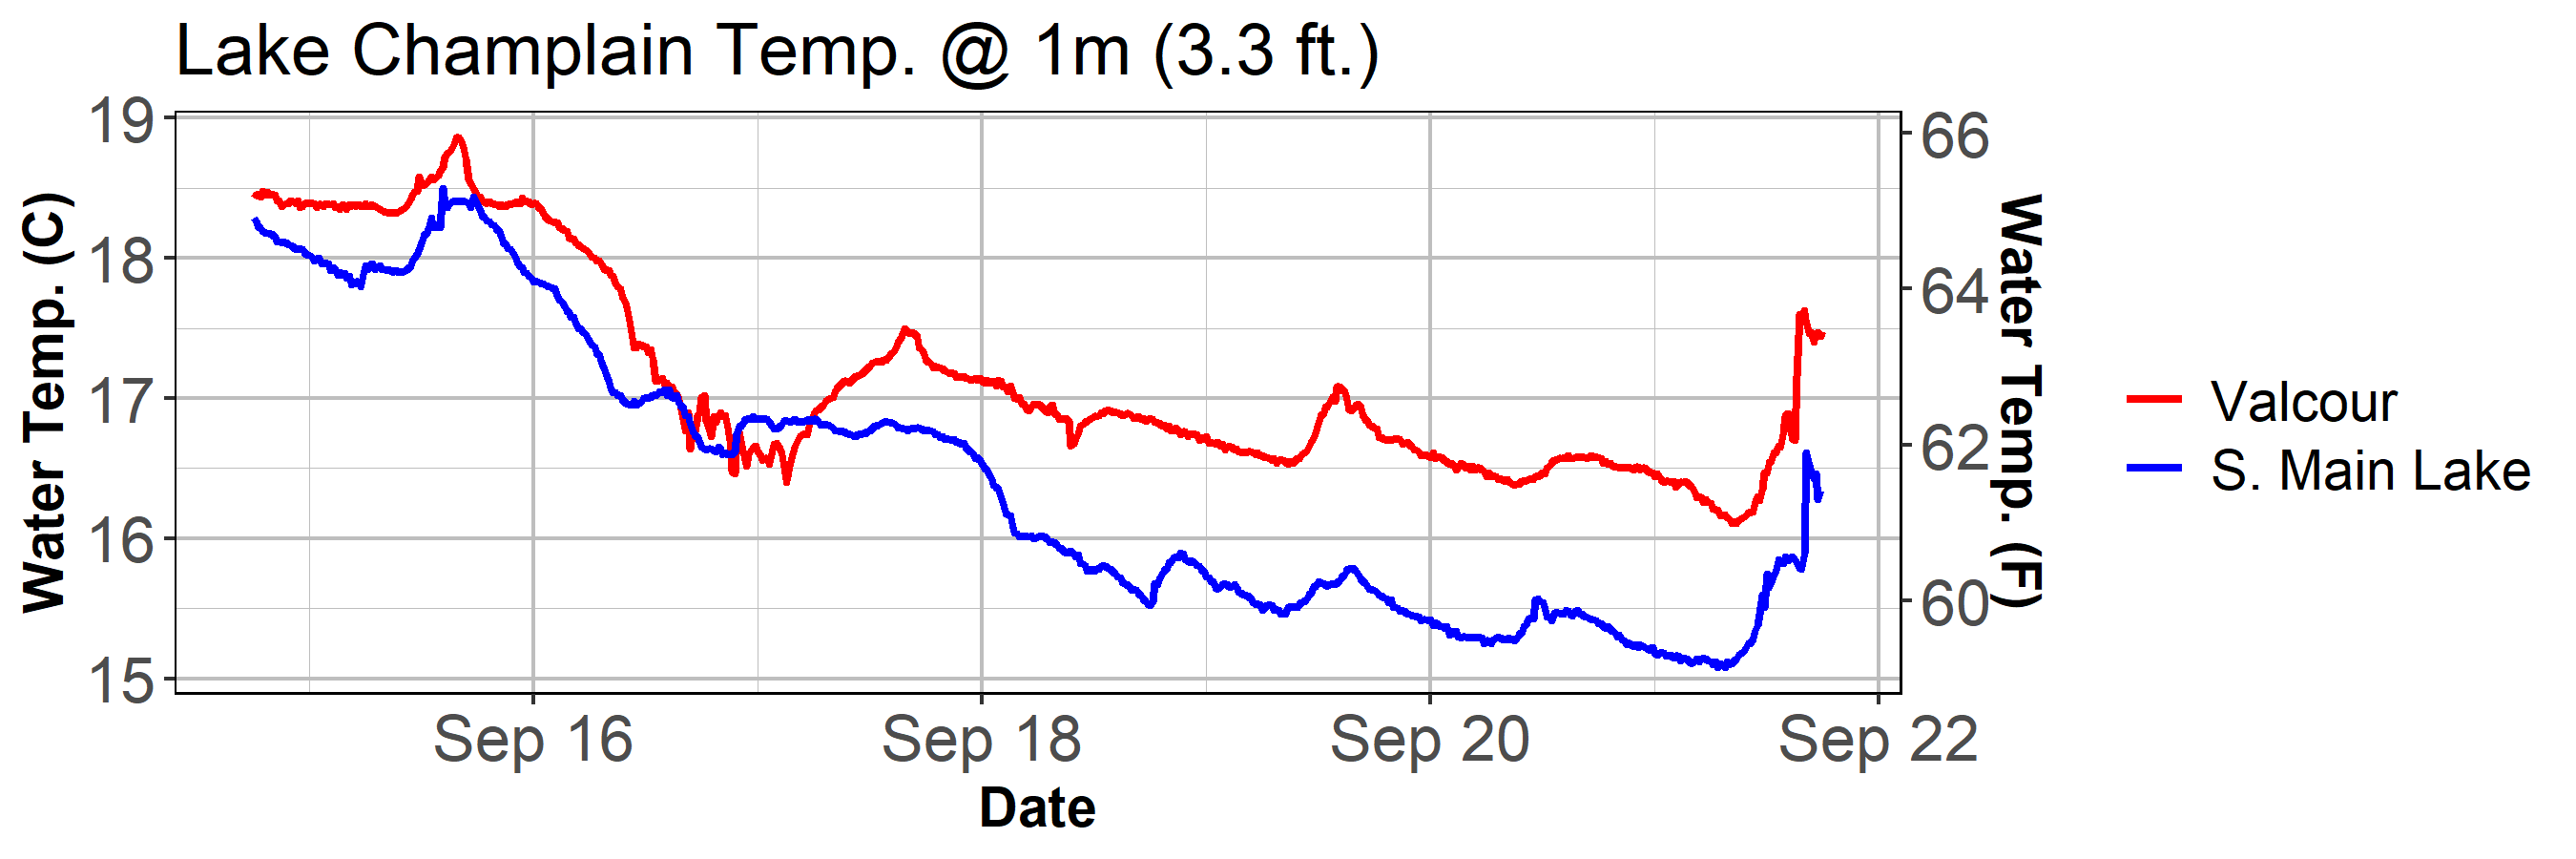 Lake Champlain Temp. @ 1m (3.3 ft.)
Water Temp. (C)
19
18
17
16
15
66
64
62
60
Water Temp. (F)
Sep 16
Sep 18
Sep 20
Sep 22
Date
Valcour
S. Main Lake